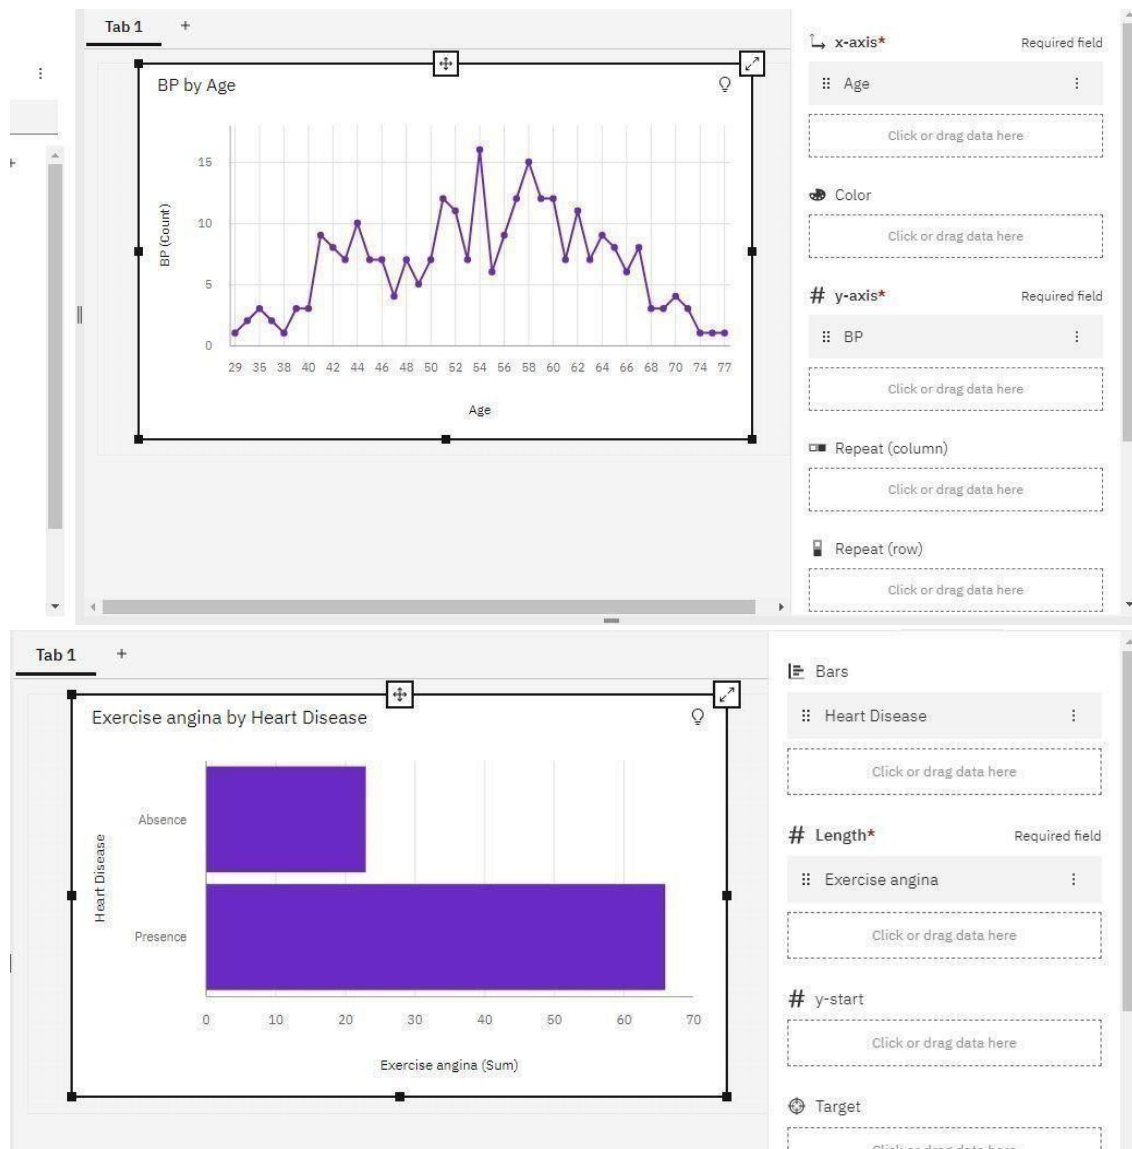 Tab 1 +
BP by Age
BP (Count)
15
10
5
0
29 35 38 40 42 44 46 48 50 52 54 56 58 60 62 64 66 68 70 74 77
Age
x-axis* Required field
Age
Click or drag data here
Color
Click or drag data here
# y-axis* Required field
BP
Click or drag data here
Repeat (column)
Click or drag data here
Repeat (row)
Click or drag data here
Tab 1 +
Exercise angina by Heart Disease
Heart Disease
Absence
Presence
0 10 20 30 40 50 60 70
Exercise angina (Sum)
Bars
Heart Disease
Click or drag data here
# Length* Required field
Exercise angina
Click or drag data here
# y-start
Click or drag data here
Target
Click or drag data here